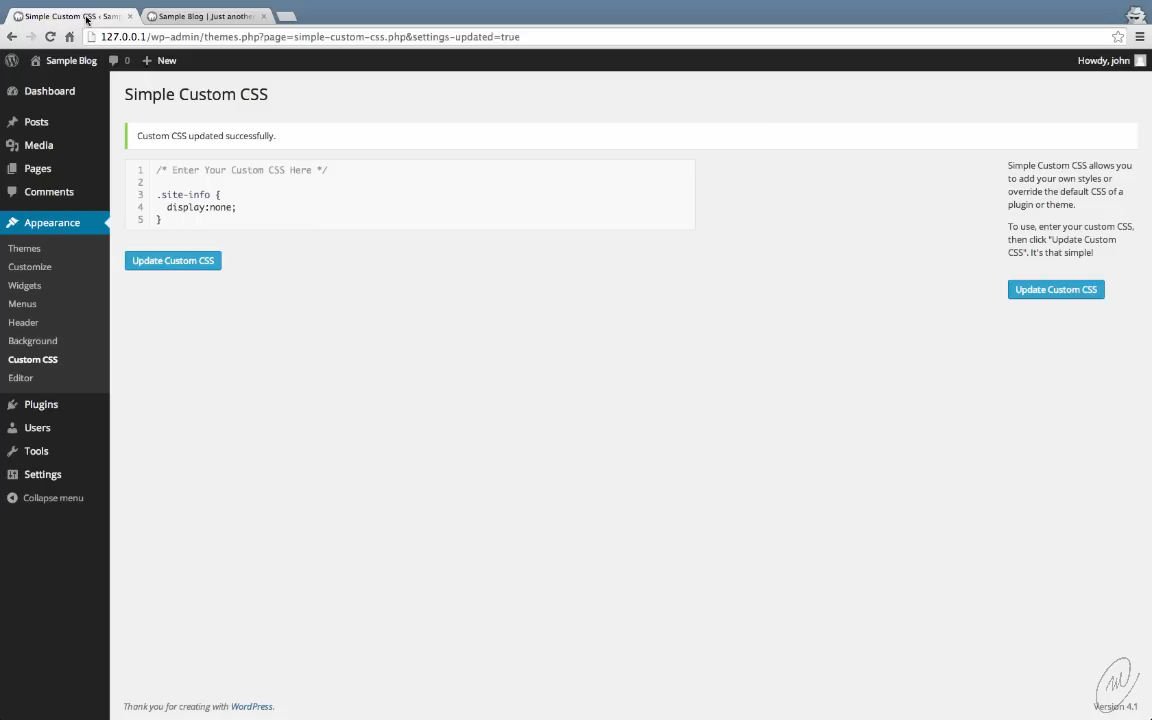 Simple Custom CSS ‹ Samp
Sample Blog | Just anothe
127.0.0.1/wp-admin/themes.php?page=simple-custom-css.php&settings-updated=true
Sample Blog
0
New
Howdy, john
Dashboard
Posts
Media
Pages
Comments
Appearance
Themes
Customize
Widgets
Menus
Header
Background
Custom CSS
Editor
Plugins
Users
Tools
Settings
Collapse menu
Simple Custom CSS
Custom CSS updated successfully.
1 /* Enter Your Custom CSS Here */
2
3 .site-info {
4 display:none;
5 }
Update Custom CSS
Simple Custom CSS allows you
to add your own styles or
override the default CSS of a
plugin or theme.
To use, enter your custom CSS,
then click "Update Custom
CSS". It's that simple!
Update Custom CSS
Thank you for creating with WordPress.
Version 4.1